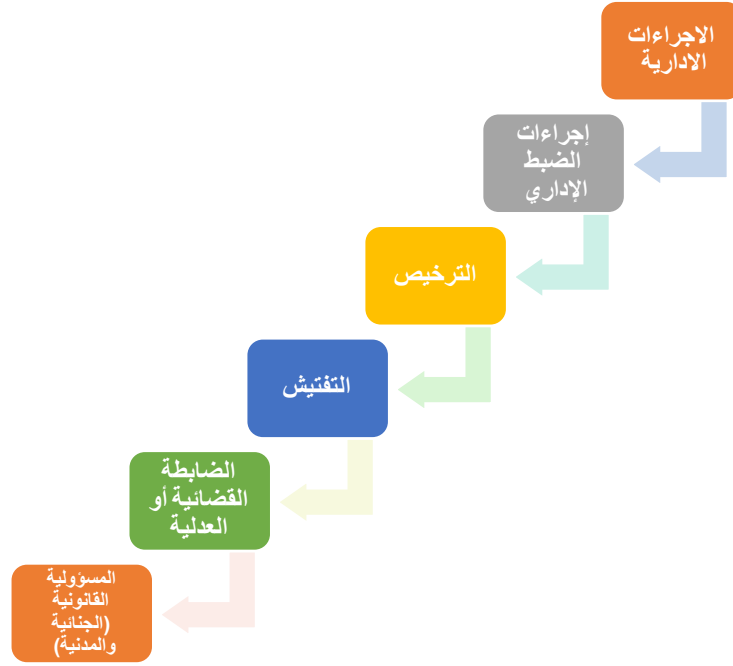 الاجراءات
الادارية
إجراءات
الضبط
الإداري
الترخيص
التفتيش
الضابطة
القضائية أو
العدلية
المسؤولية
القانونية
(الجنائية
والمدنية)